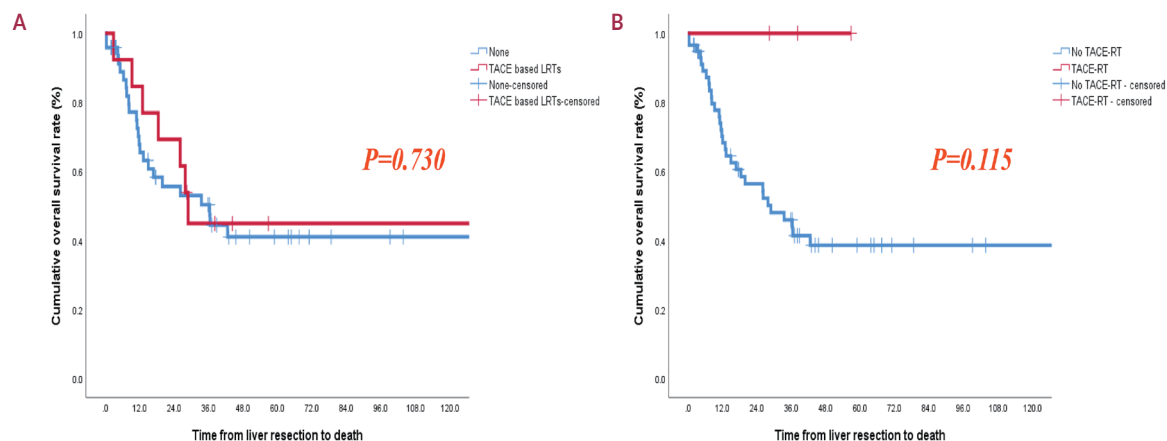 A
Cumulative overall survival rate (%)
1.0
0.8
0.6
0.4
0.2
0.0
.0 12.0 24.0 36.0 48.0 60.0 72.0 84.0 96.0 108.0 120.0
Time from liver resection to death
None
TACE based LRTs
None-censored
TACE based LRTs-censored
P=0.730
B
Cumulative overall survival rate (%)
1.0
0.8
0.6
0.4
0.2
0.0
.0 12.0 24.0 36.0 48.0 60.0 72.0 84.0 96.0 108.0 120.0
Time from liver resection to death
No TACE-RT
TACE-RT
No TACE-RT - censored
TACE-RT - censored
P=0.115